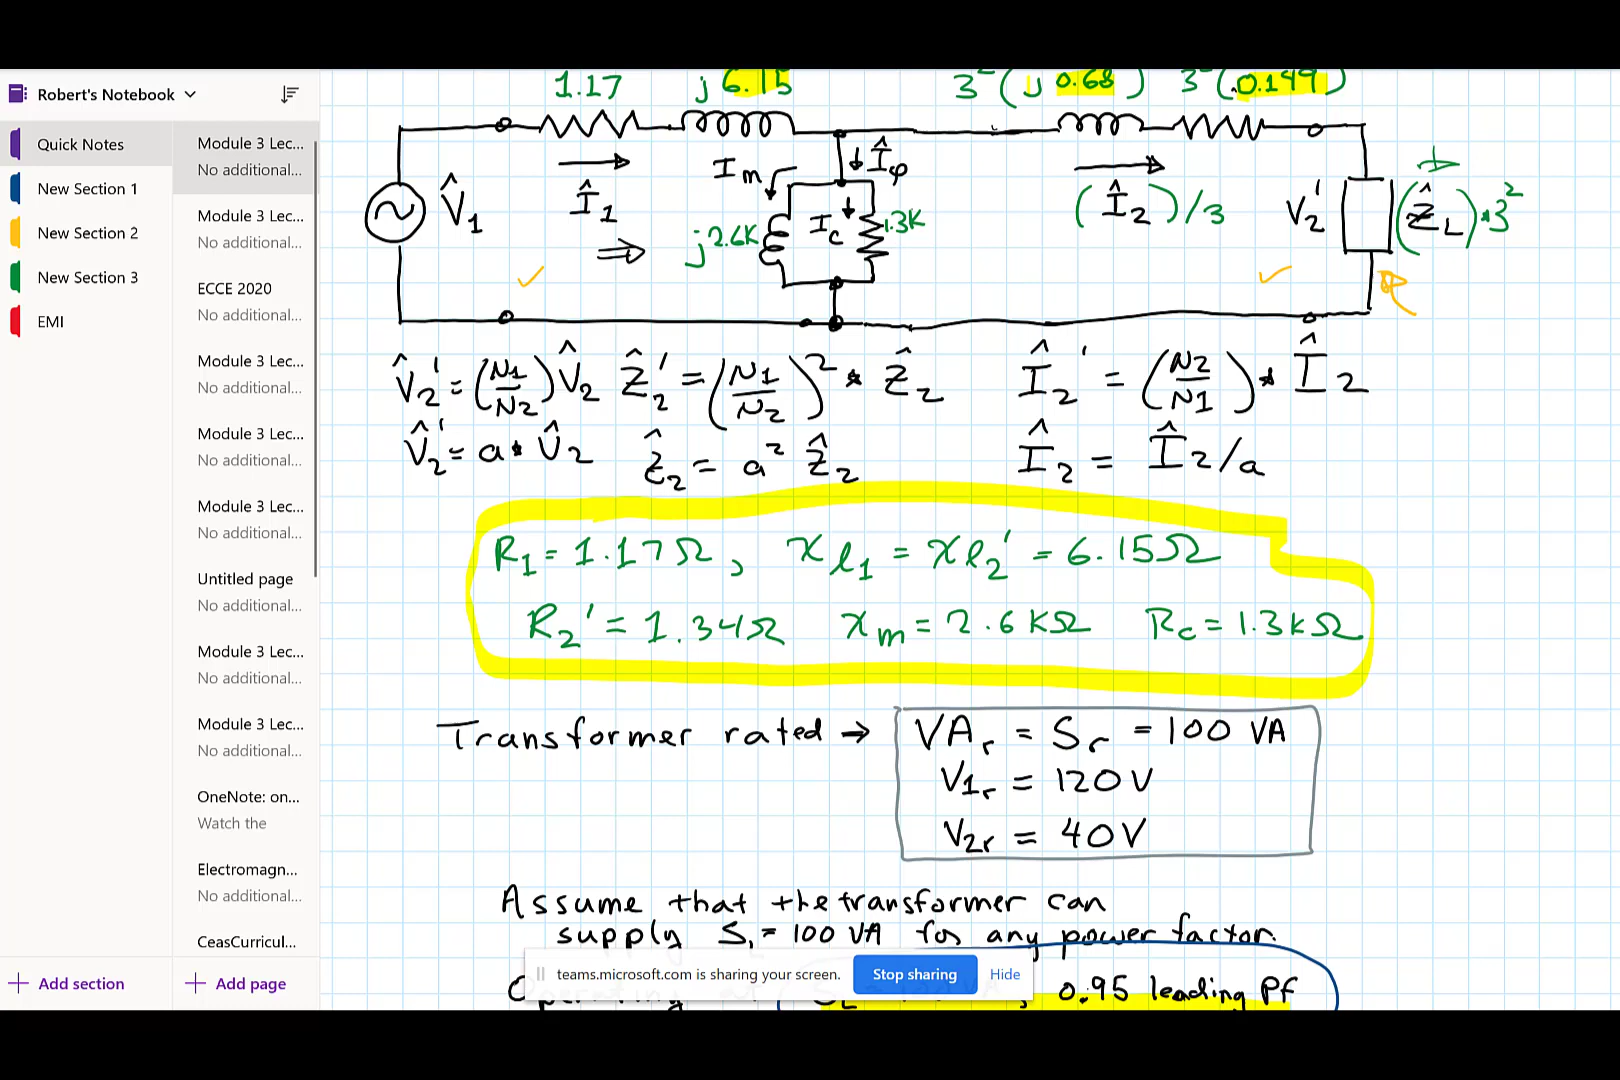 Robert's Notebook
Quick Notes
New Section 1
New Section 2
New Section 3
EMI
Add section
Module 3 Lec...
No additional...
Module 3 Lec...
No additional...
ECCE 2020
No additional...
Module 3 Lec...
No additional...
Module 3 Lec...
No additional...
Module 3 Lec...
No additional...
Untitled page
No additional...
Module 3 Lec...
No additional...
Module 3 Lec...
No additional...
OneNote: on...
Watch the
Electromagn...
No additional...
CeasCurricul...
Add page
1.17 j 6.15 3² (j 0.68) 3² (0.149)
V̂1 Î1 Im Îφ j2.6K Ic 1.3K (Î2)/3 V2' (ẐL)*3²
V̂2' = (N1/N2) V̂2 Ẑ2' = (N1/N2)² * Ẑ2 Î2' = (N2/N1) * Î2
V̂2' = a * V̂2 Ẑ2 = a² Ẑ2 Î2 = Î2/a
R1 = 1.17Ω, xl1 = xl2' = 6.15Ω
R2' = 1.34Ω xm = 2.6KΩ Rc = 1.3KΩ
Transformer rated → VAr = Sr = 100 VA
V1r = 120V
V2r = 40V
Assume that the transformer can
supply SL = 100 VA for any power factor.
0.95 leading Pf
teams.microsoft.com is sharing your screen. Stop sharing Hide